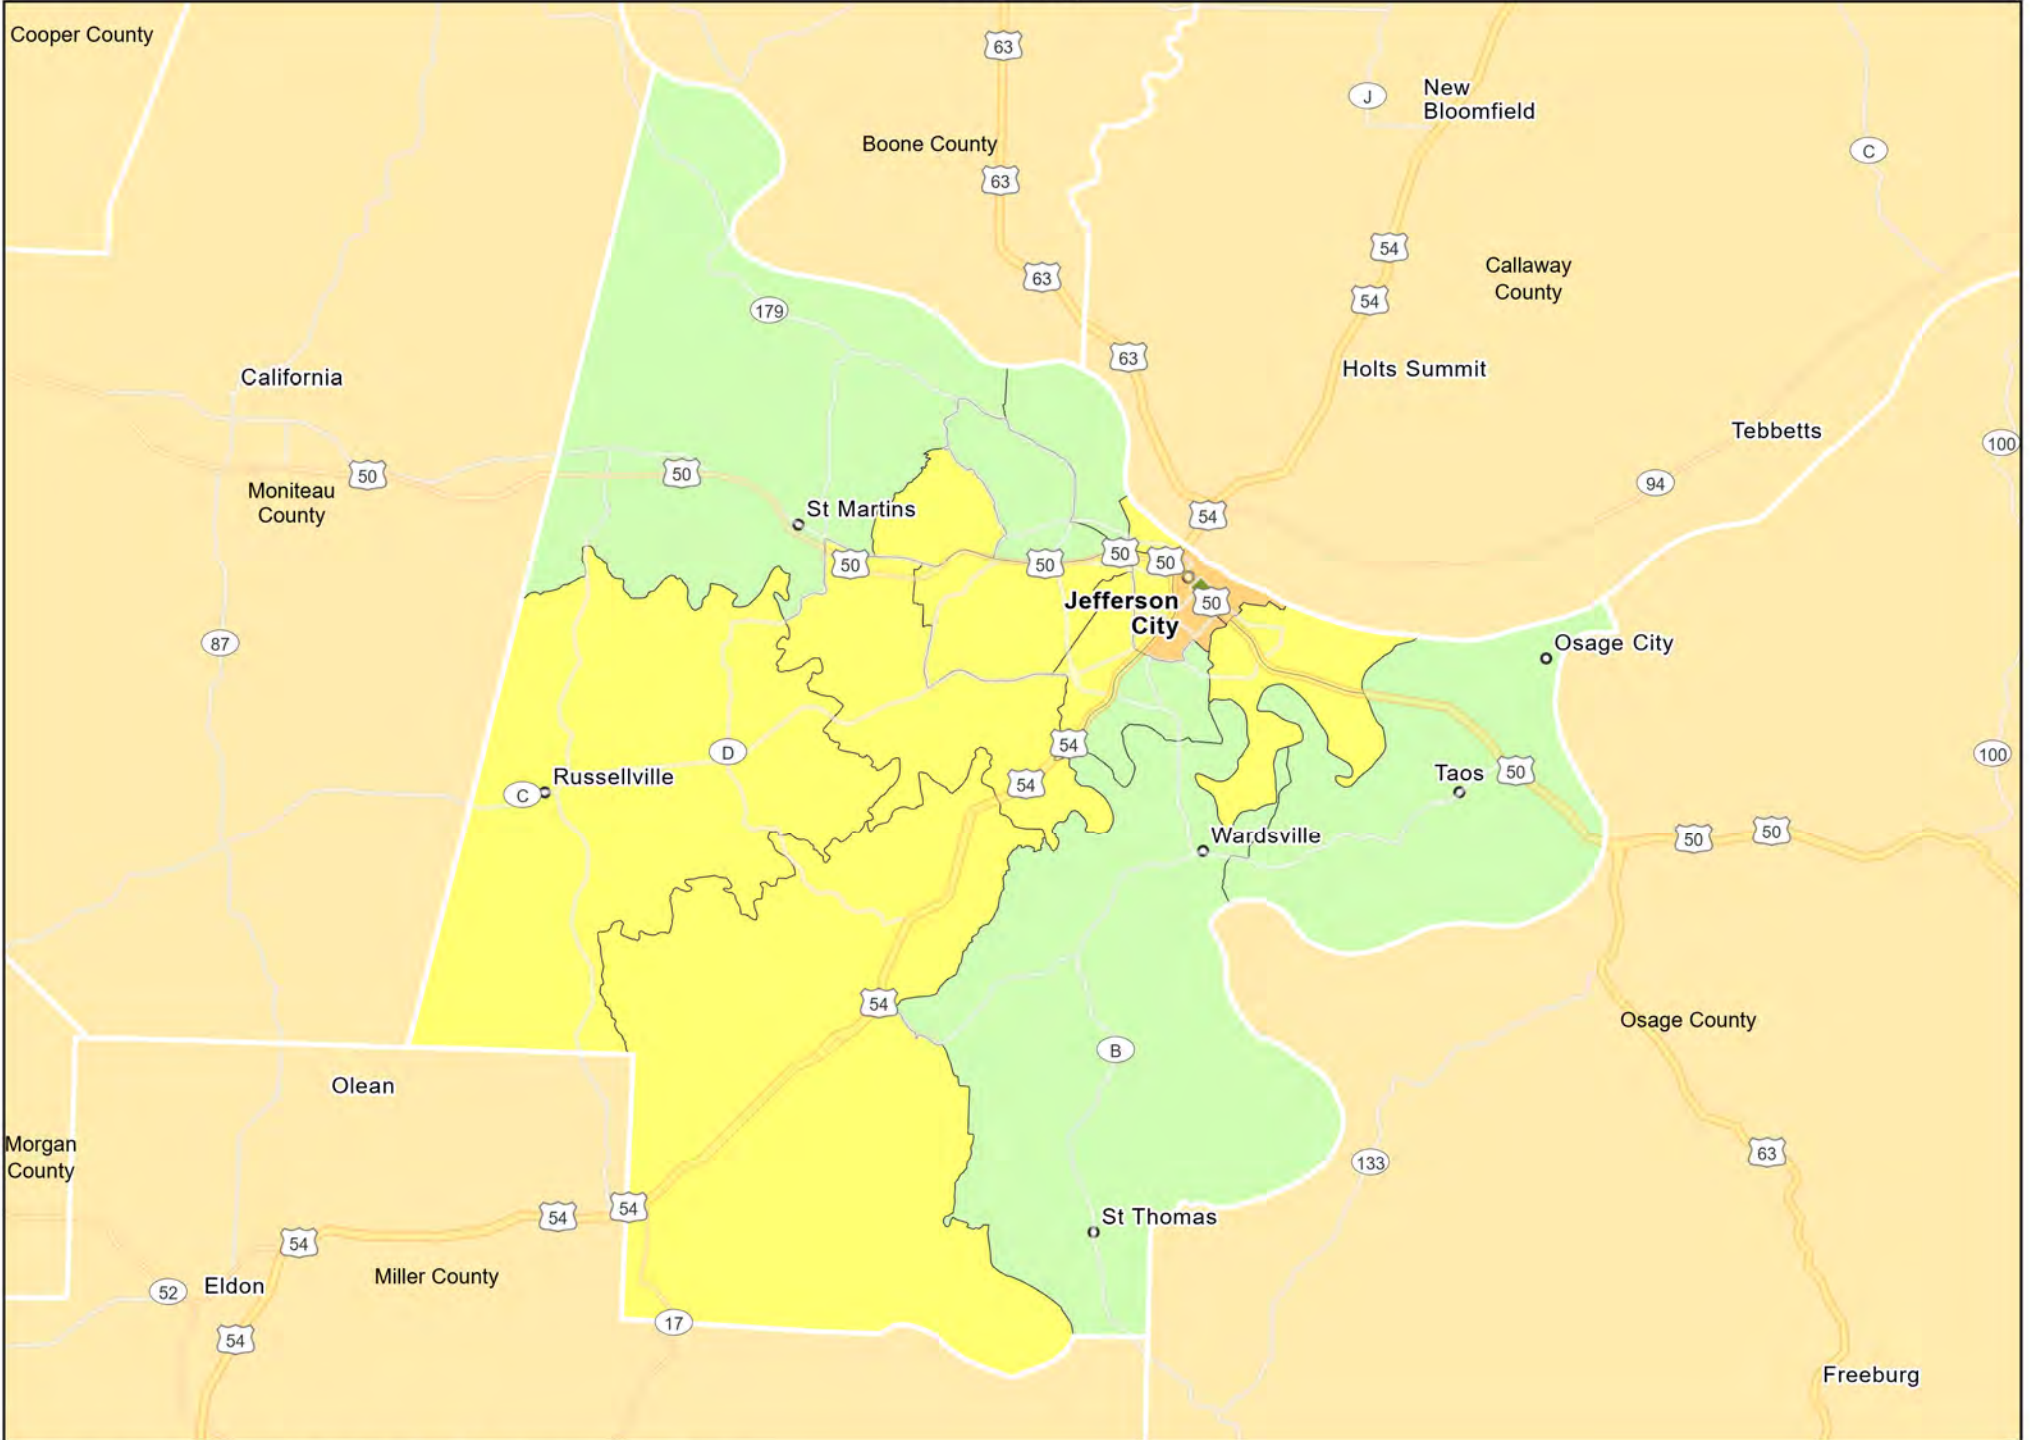 Cooper County
63
J
New
Bloomfield
Boone County
C
63
54
Callaway
County
63
54
179
63
Holts Summit
California
Tebbetts
100
50
50
94
Moniteau
County
St Martins
54
50
50
50
50
Jefferson
City
50
87
Osage City
D
54
100
Russellville
C
54
Taos
50
Wardsville
50
50
54
Osage County
B
Olean
Morgan
County
133
63
54
54
St Thomas
54
Miller County
Eldon
52
17
54
Freeburg